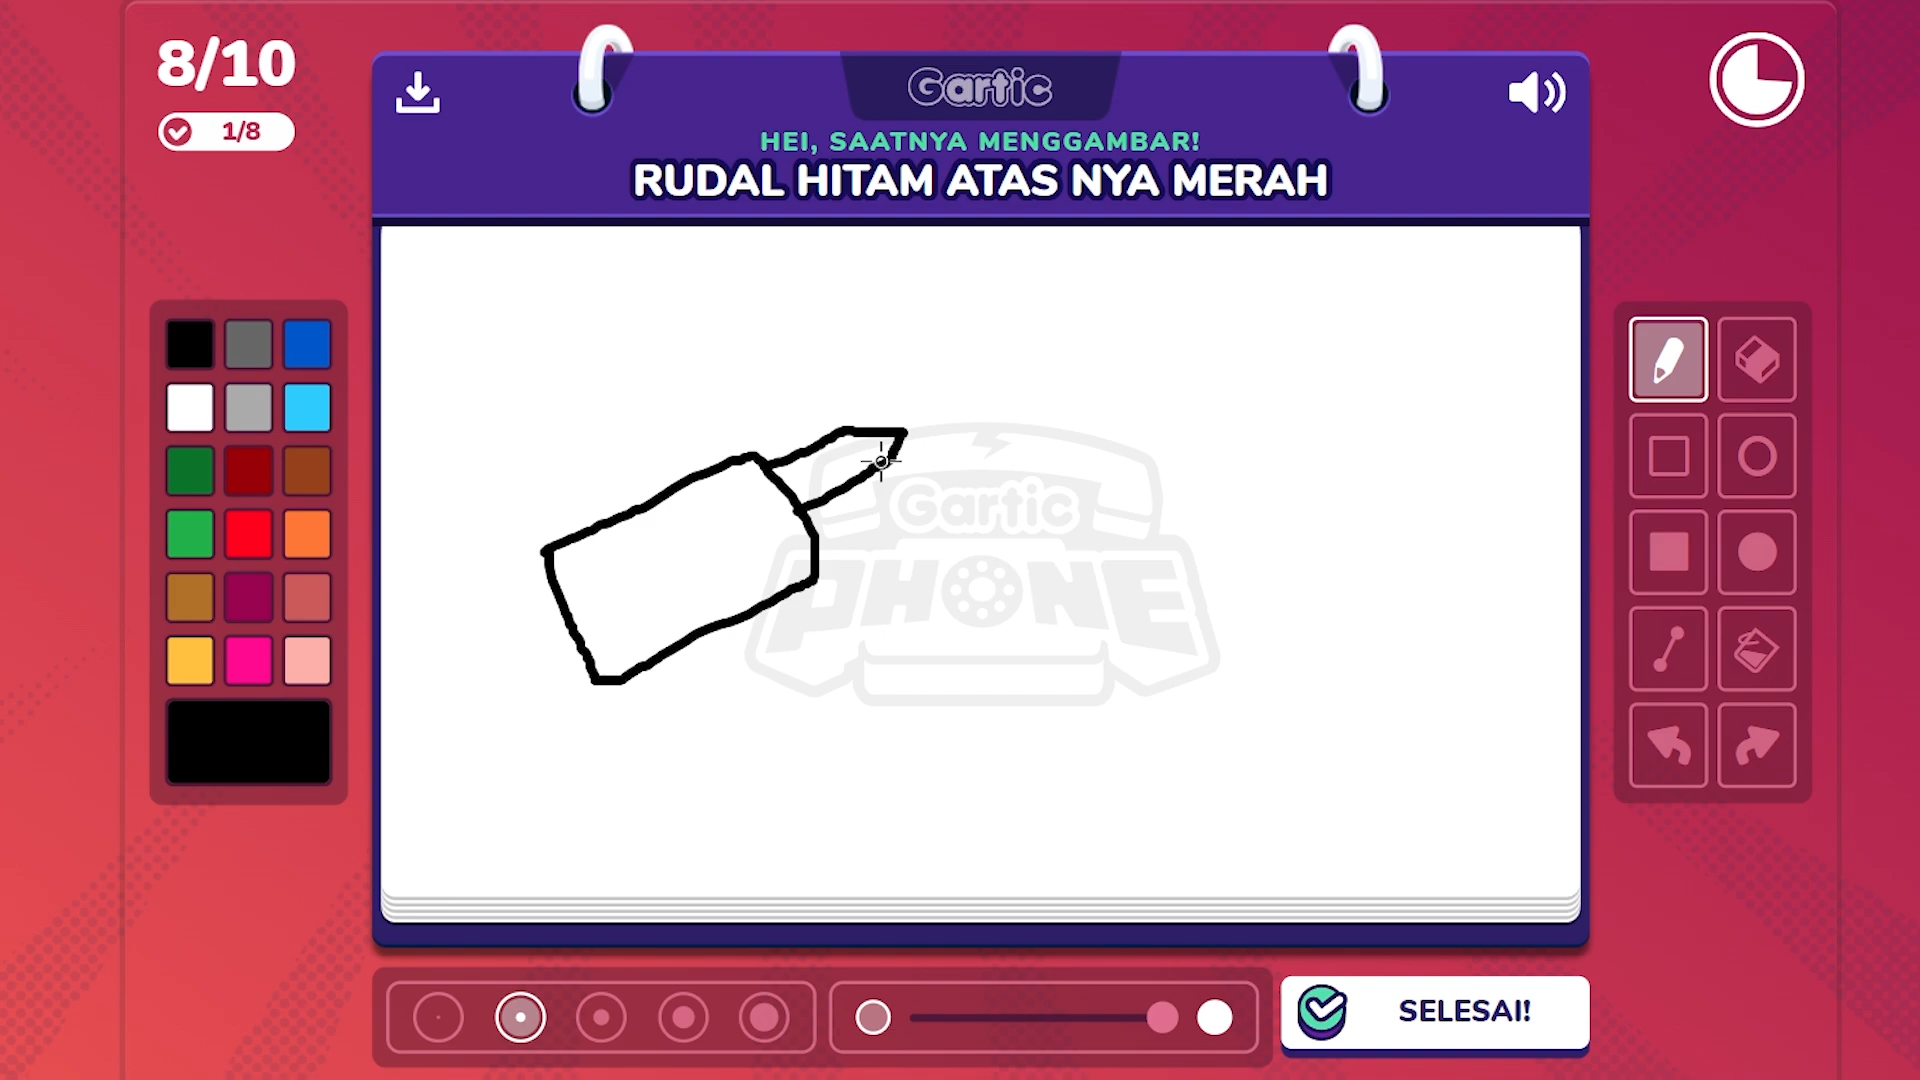 8/10
1/8
Gartic
HEI, SAATNYA MENGGAMBAR!
RUDAL HITAM ATAS NYA MERAH
Gartic
PHONE
SELESAI!